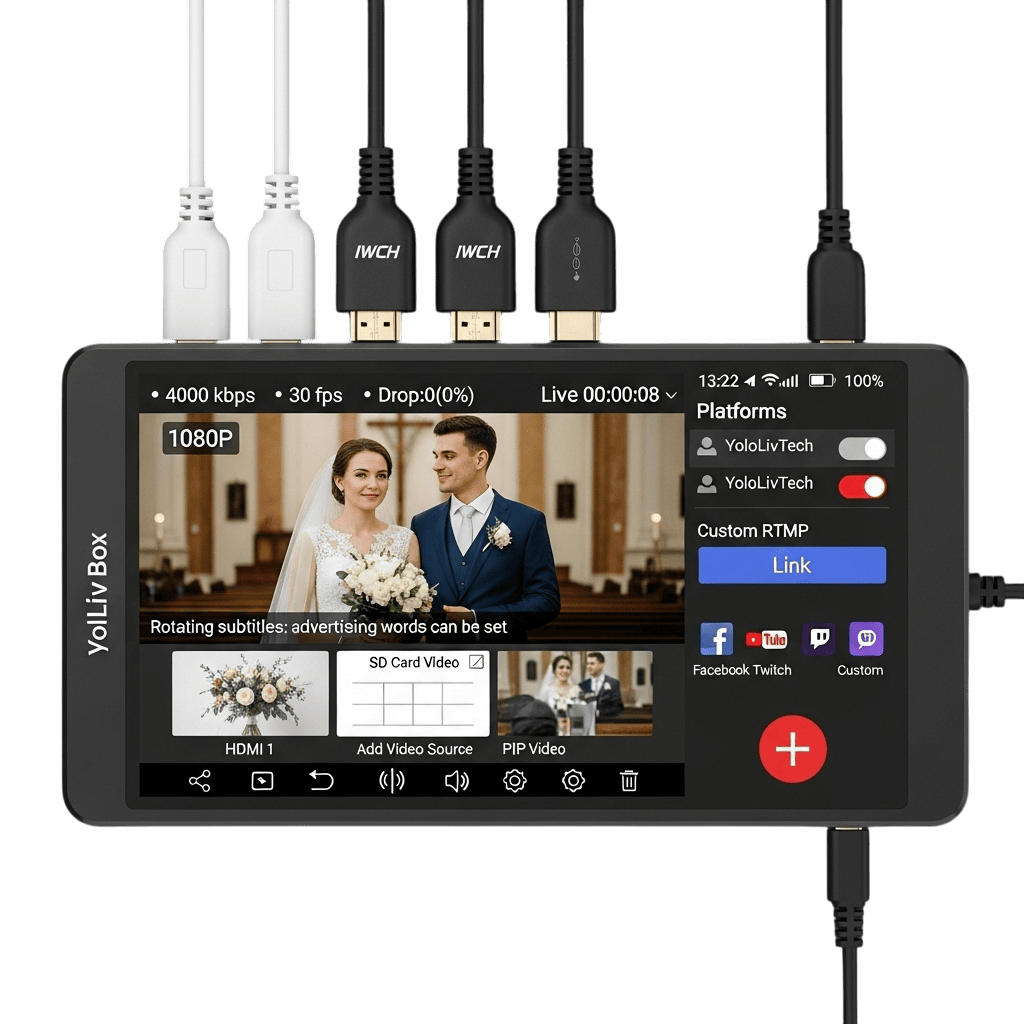 IWCH
IWCH
• 4000 kbps • 30 fps • Drop:0(0%) Live 00:00:08
13:22 100%
Platforms
1080P
YoloLivTech
YoloLivTech
Custom RTMP
Link
YolLiv Box
Rotating subtitles: advertising words can be set
f Tulo
Facebook Twitch Custom
SD Card Video
HDMI 1 Add Video Source PIP Video